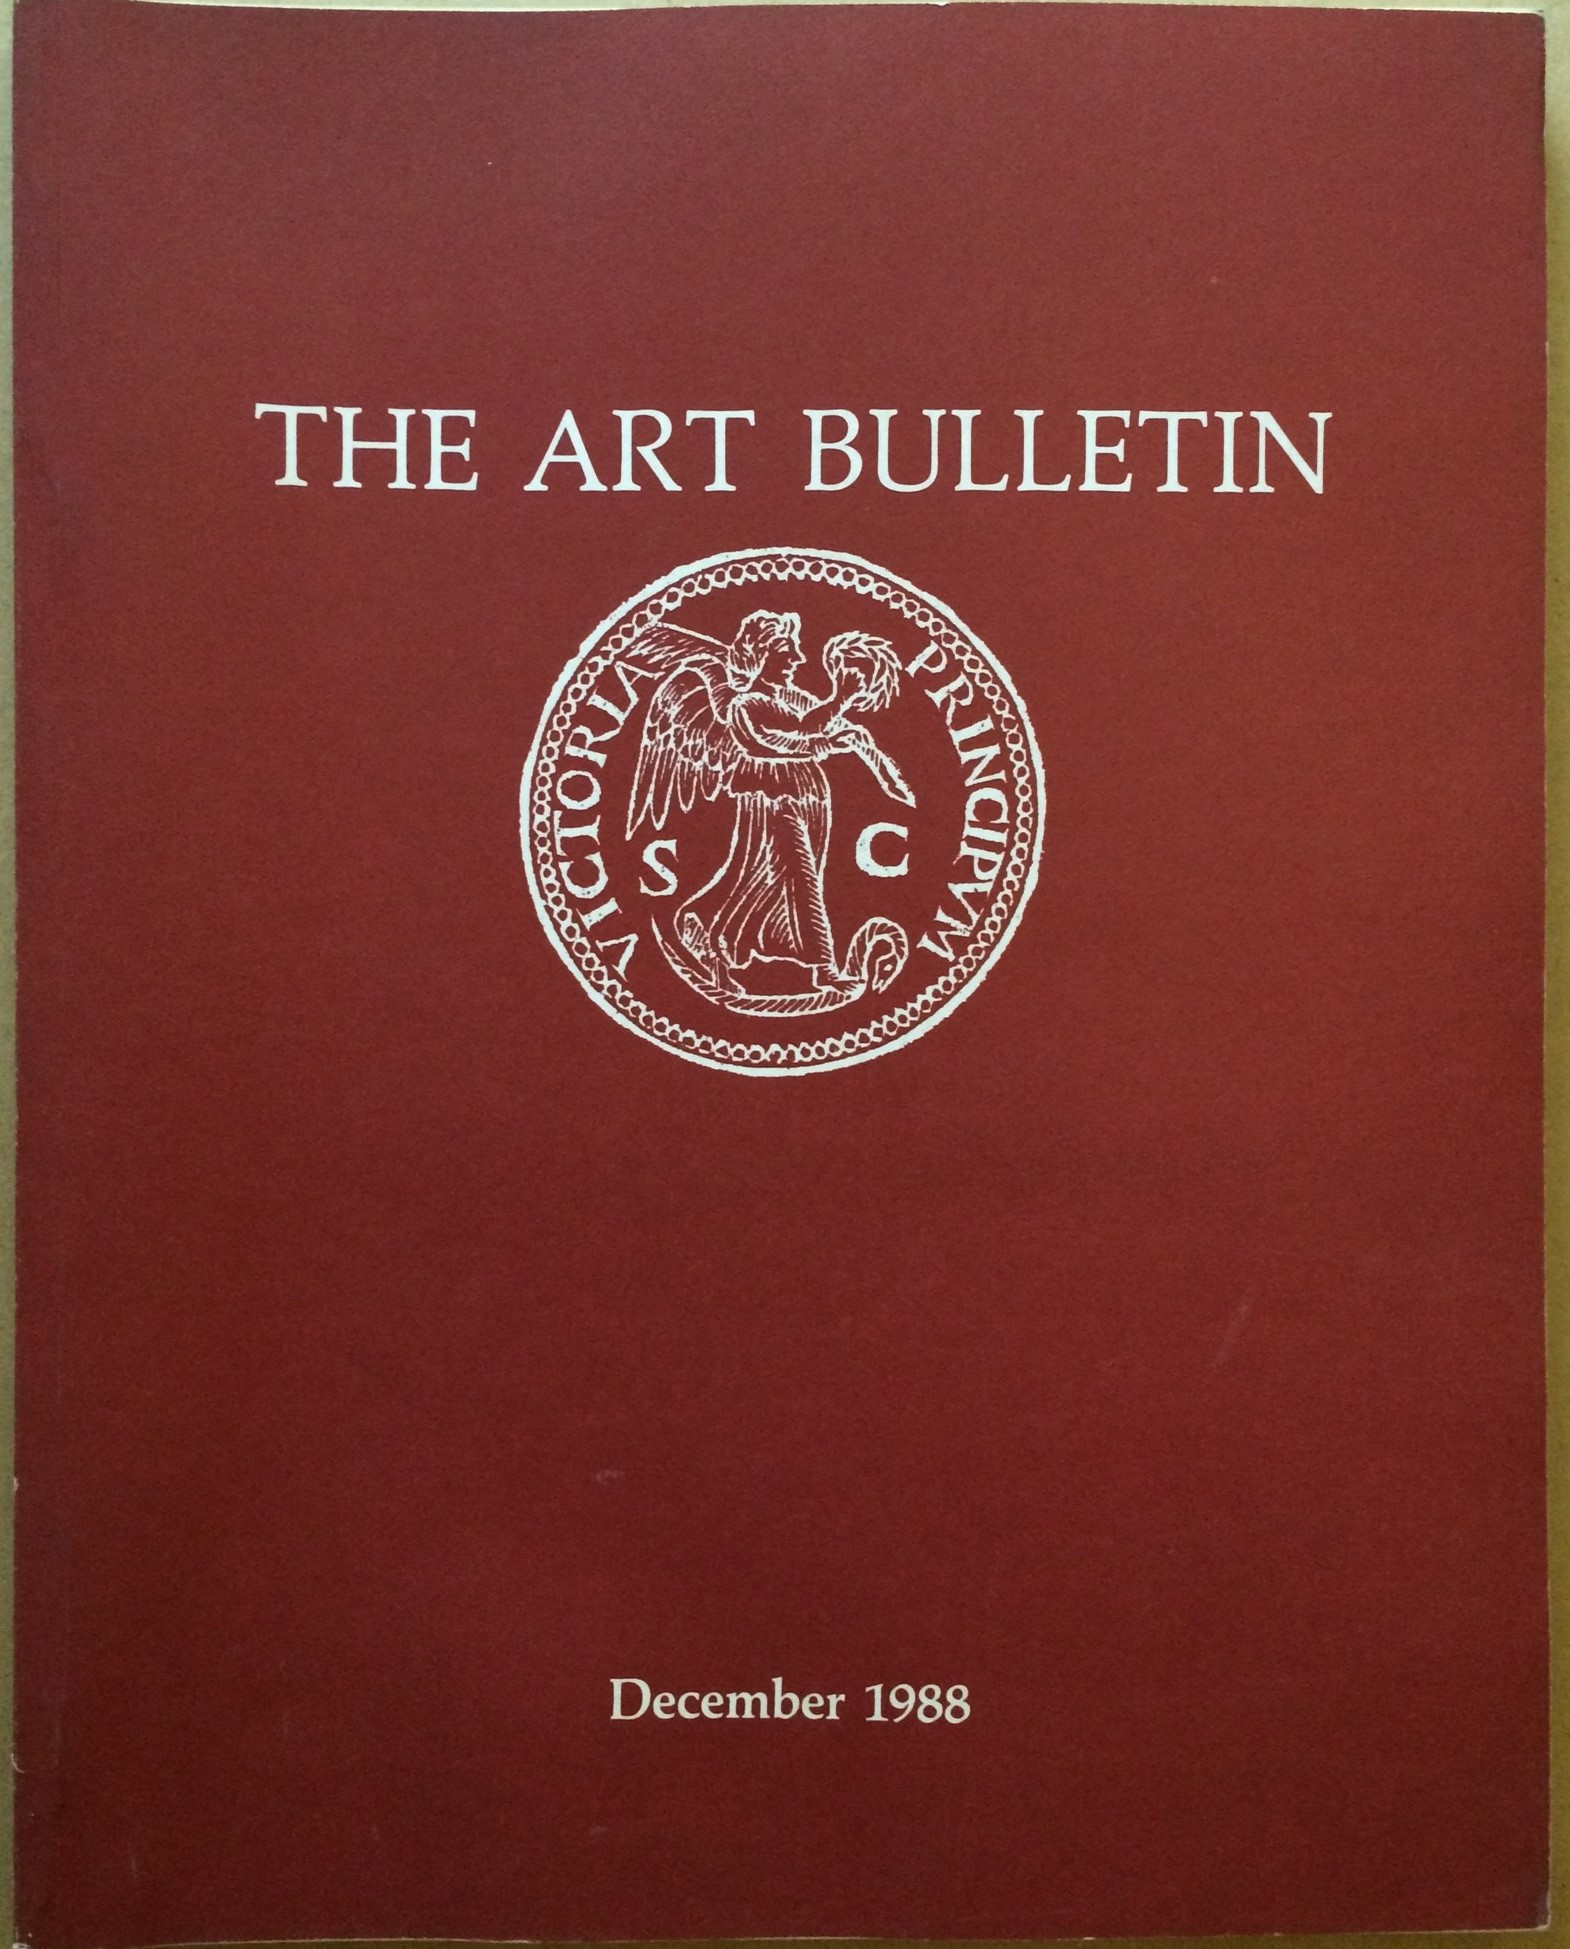 THE ART BULLETIN
VICTORIA PRINCIPVM
S C
December 1988